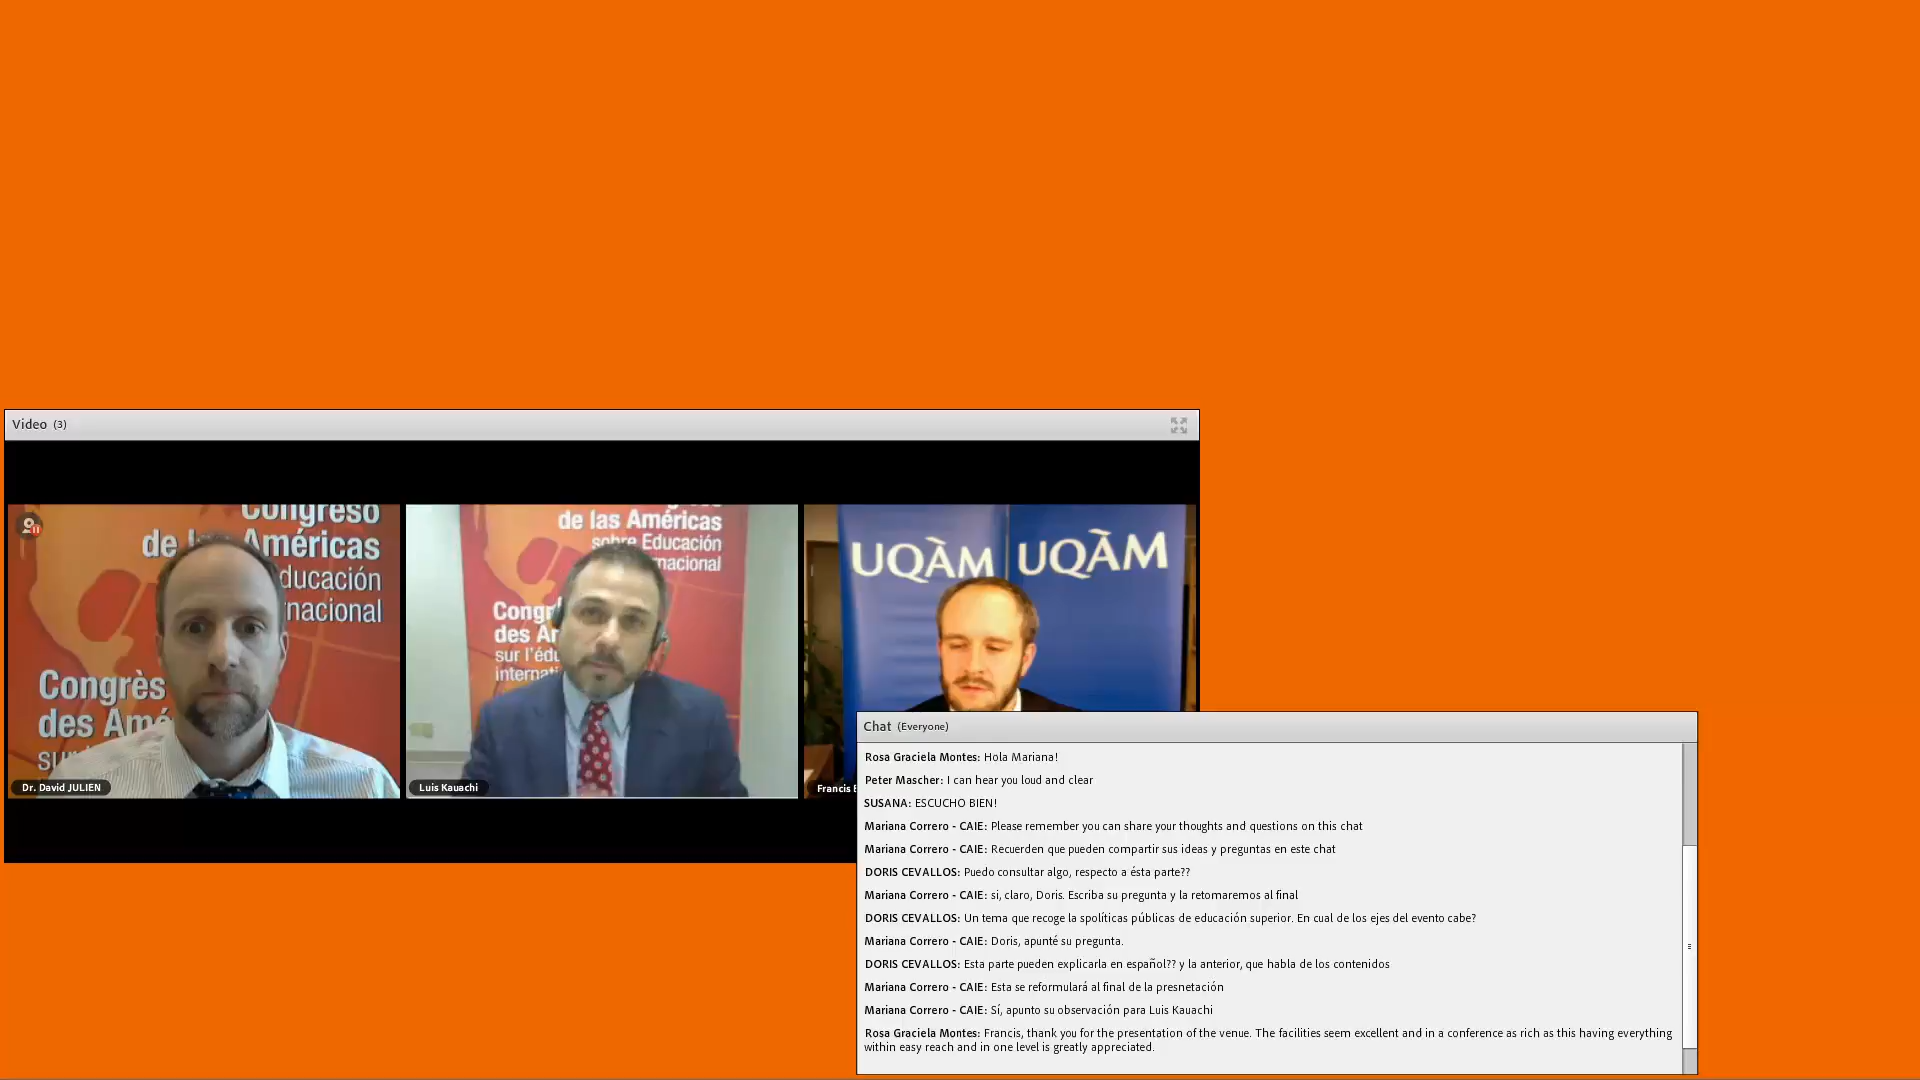 Video (3)
Congreso
de las Américas
ducación
rnacional
Congrès
des Amé
sur
Dr. David JULIEN
de las Américas
sobre Educación
nacional
Congr
des Am
sur l'édu
internati
Luis Kauachi
UQÀM UQÀM
Francis
Chat (Everyone)
Rosa Graciela Montes: Hola Mariana!
Peter Mascher: I can hear you loud and clear
SUSANA: ESCUCHO BIEN!
Mariana Correro - CAIE: Please remember you can share your thoughts and questions on this chat
Mariana Correro - CAIE: Recuerden que pueden compartir sus ideas y preguntas en este chat
DORIS CEVALLOS: Puedo consultar algo, respecto a ésta parte??
Mariana Correro - CAIE: si, claro, Doris. Escriba su pregunta y la retomaremos al final
DORIS CEVALLOS: Un tema que recoge la spolíticas públicas de educación superior. En cual de los ejes del evento cabe?
Mariana Correro - CAIE: Doris, apunté su pregunta.
DORIS CEVALLOS: Esta parte pueden explicarla en español?? y la anterior, que habla de los contenidos
Mariana Correro - CAIE: Esta se reformulará al final de la presnetación
Mariana Correro - CAIE: Sí, apunto su observación para Luis Kauachi
Rosa Graciela Montes: Francis, thank you for the presentation of the venue. The facilities seem excellent and in a conference as rich as this having everything
within easy reach and in one level is greatly appreciated.